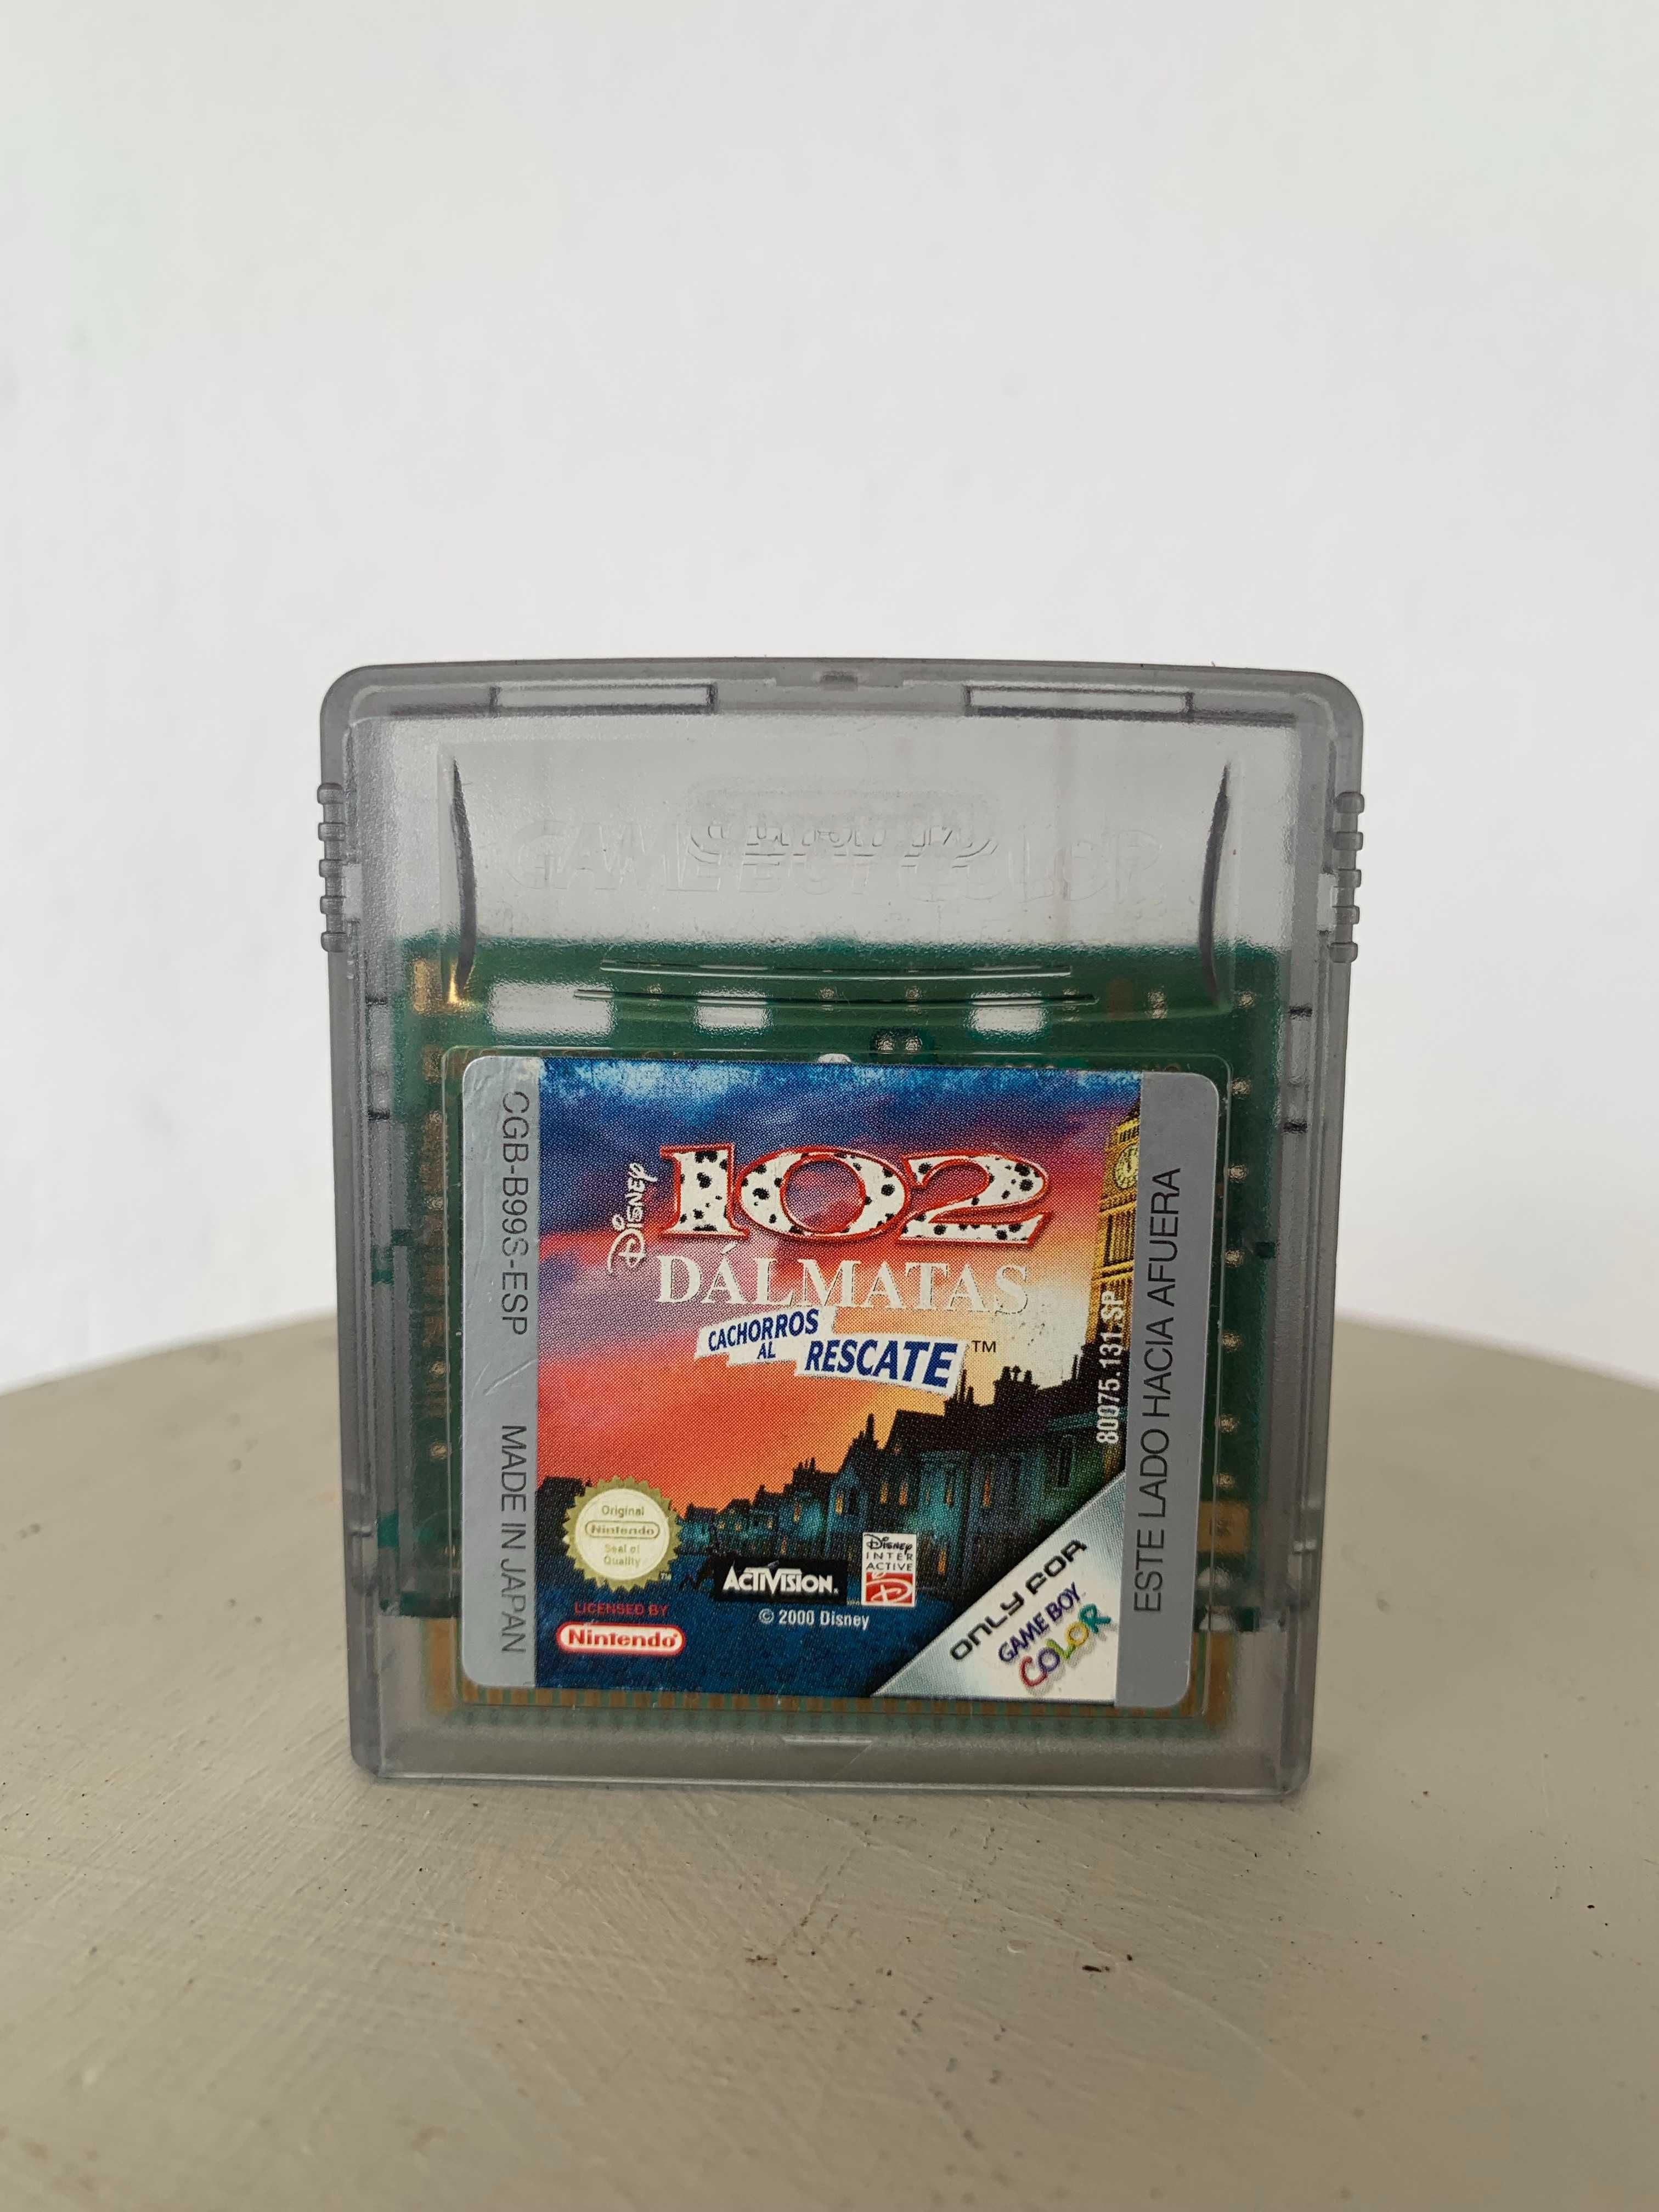 Nintendo
GAME BOY COLOR
CGB-B99S-ESP
MADE IN JAPAN
Disney
102
DÁLMATAS
CACHORROS
AL RESCATE™
80075.131.SP
ESTE LADO HACIA AFUERA
Original
Nintendo
Seal of
Quality
TM
LICENSED BY
Nintendo
ACTIVISION.
Disney
INTER
ACTIVE
D
© 2000 Disney
ONLY FOR
GAME BOY
COLOR